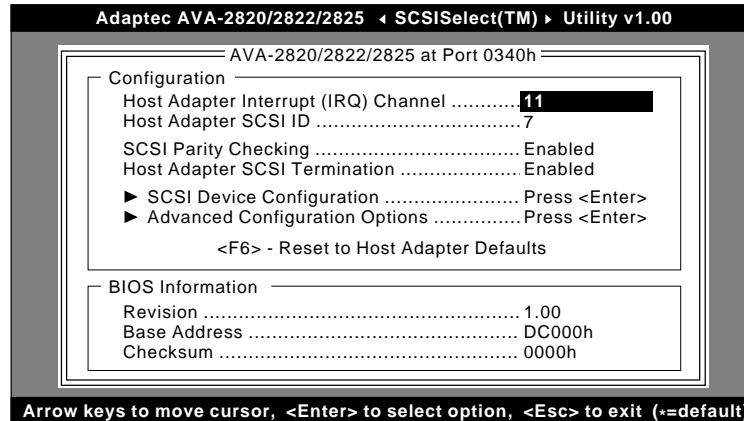 Adaptec AVA-2820/2822/2825 ◂ SCSISelect(TM) ▸ Utility v1.00
AVA-2820/2822/2825 at Port 0340h
Configuration
Host Adapter Interrupt (IRQ) Channel ............ 11
Host Adapter SCSI ID ................................... 7
SCSI Parity Checking ................................... Enabled
Host Adapter SCSI Termination ..................... Enabled
► SCSI Device Configuration ....................... Press <Enter>
► Advanced Configuration Options ............... Press <Enter>
<F6> - Reset to Host Adapter Defaults
BIOS Information
Revision ...................................................... 1.00
Base Address .............................................. DC000h
Checksum ................................................... 0000h
Arrow keys to move cursor, <Enter> to select option, <Esc> to exit (*=default)